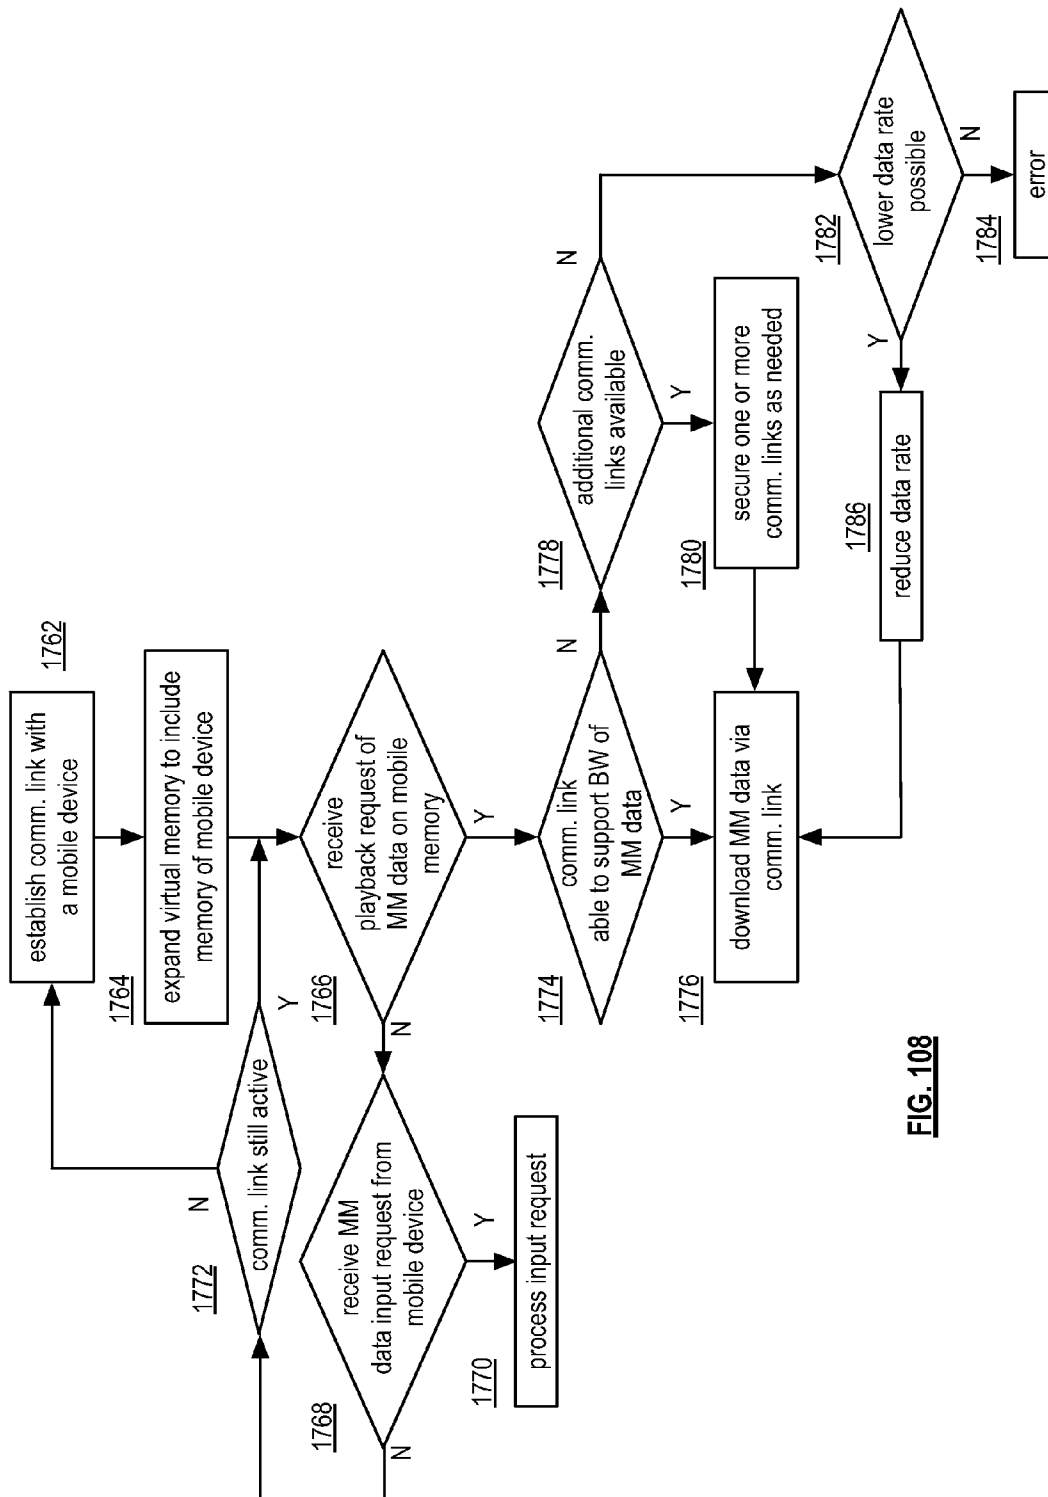 1762
establish comm. link with
a mobile device
1764
expand virtual memory to include
memory of mobile device
1772
comm. link still active
N
Y
1766
receive
playback request of
MM data on mobile
memory
N
Y
1768
receive MM
data input request from
mobile device
N
Y
1770
process input request
1774
comm. link
able to support BW of
MM data
N
Y
1776
download MM data via
comm. link
1778
additional comm.
links available
N
Y
1780
secure one or more
comm. links as needed
1782
lower data rate
possible
Y
N
1784
error
1786
reduce data rate
FIG. 108